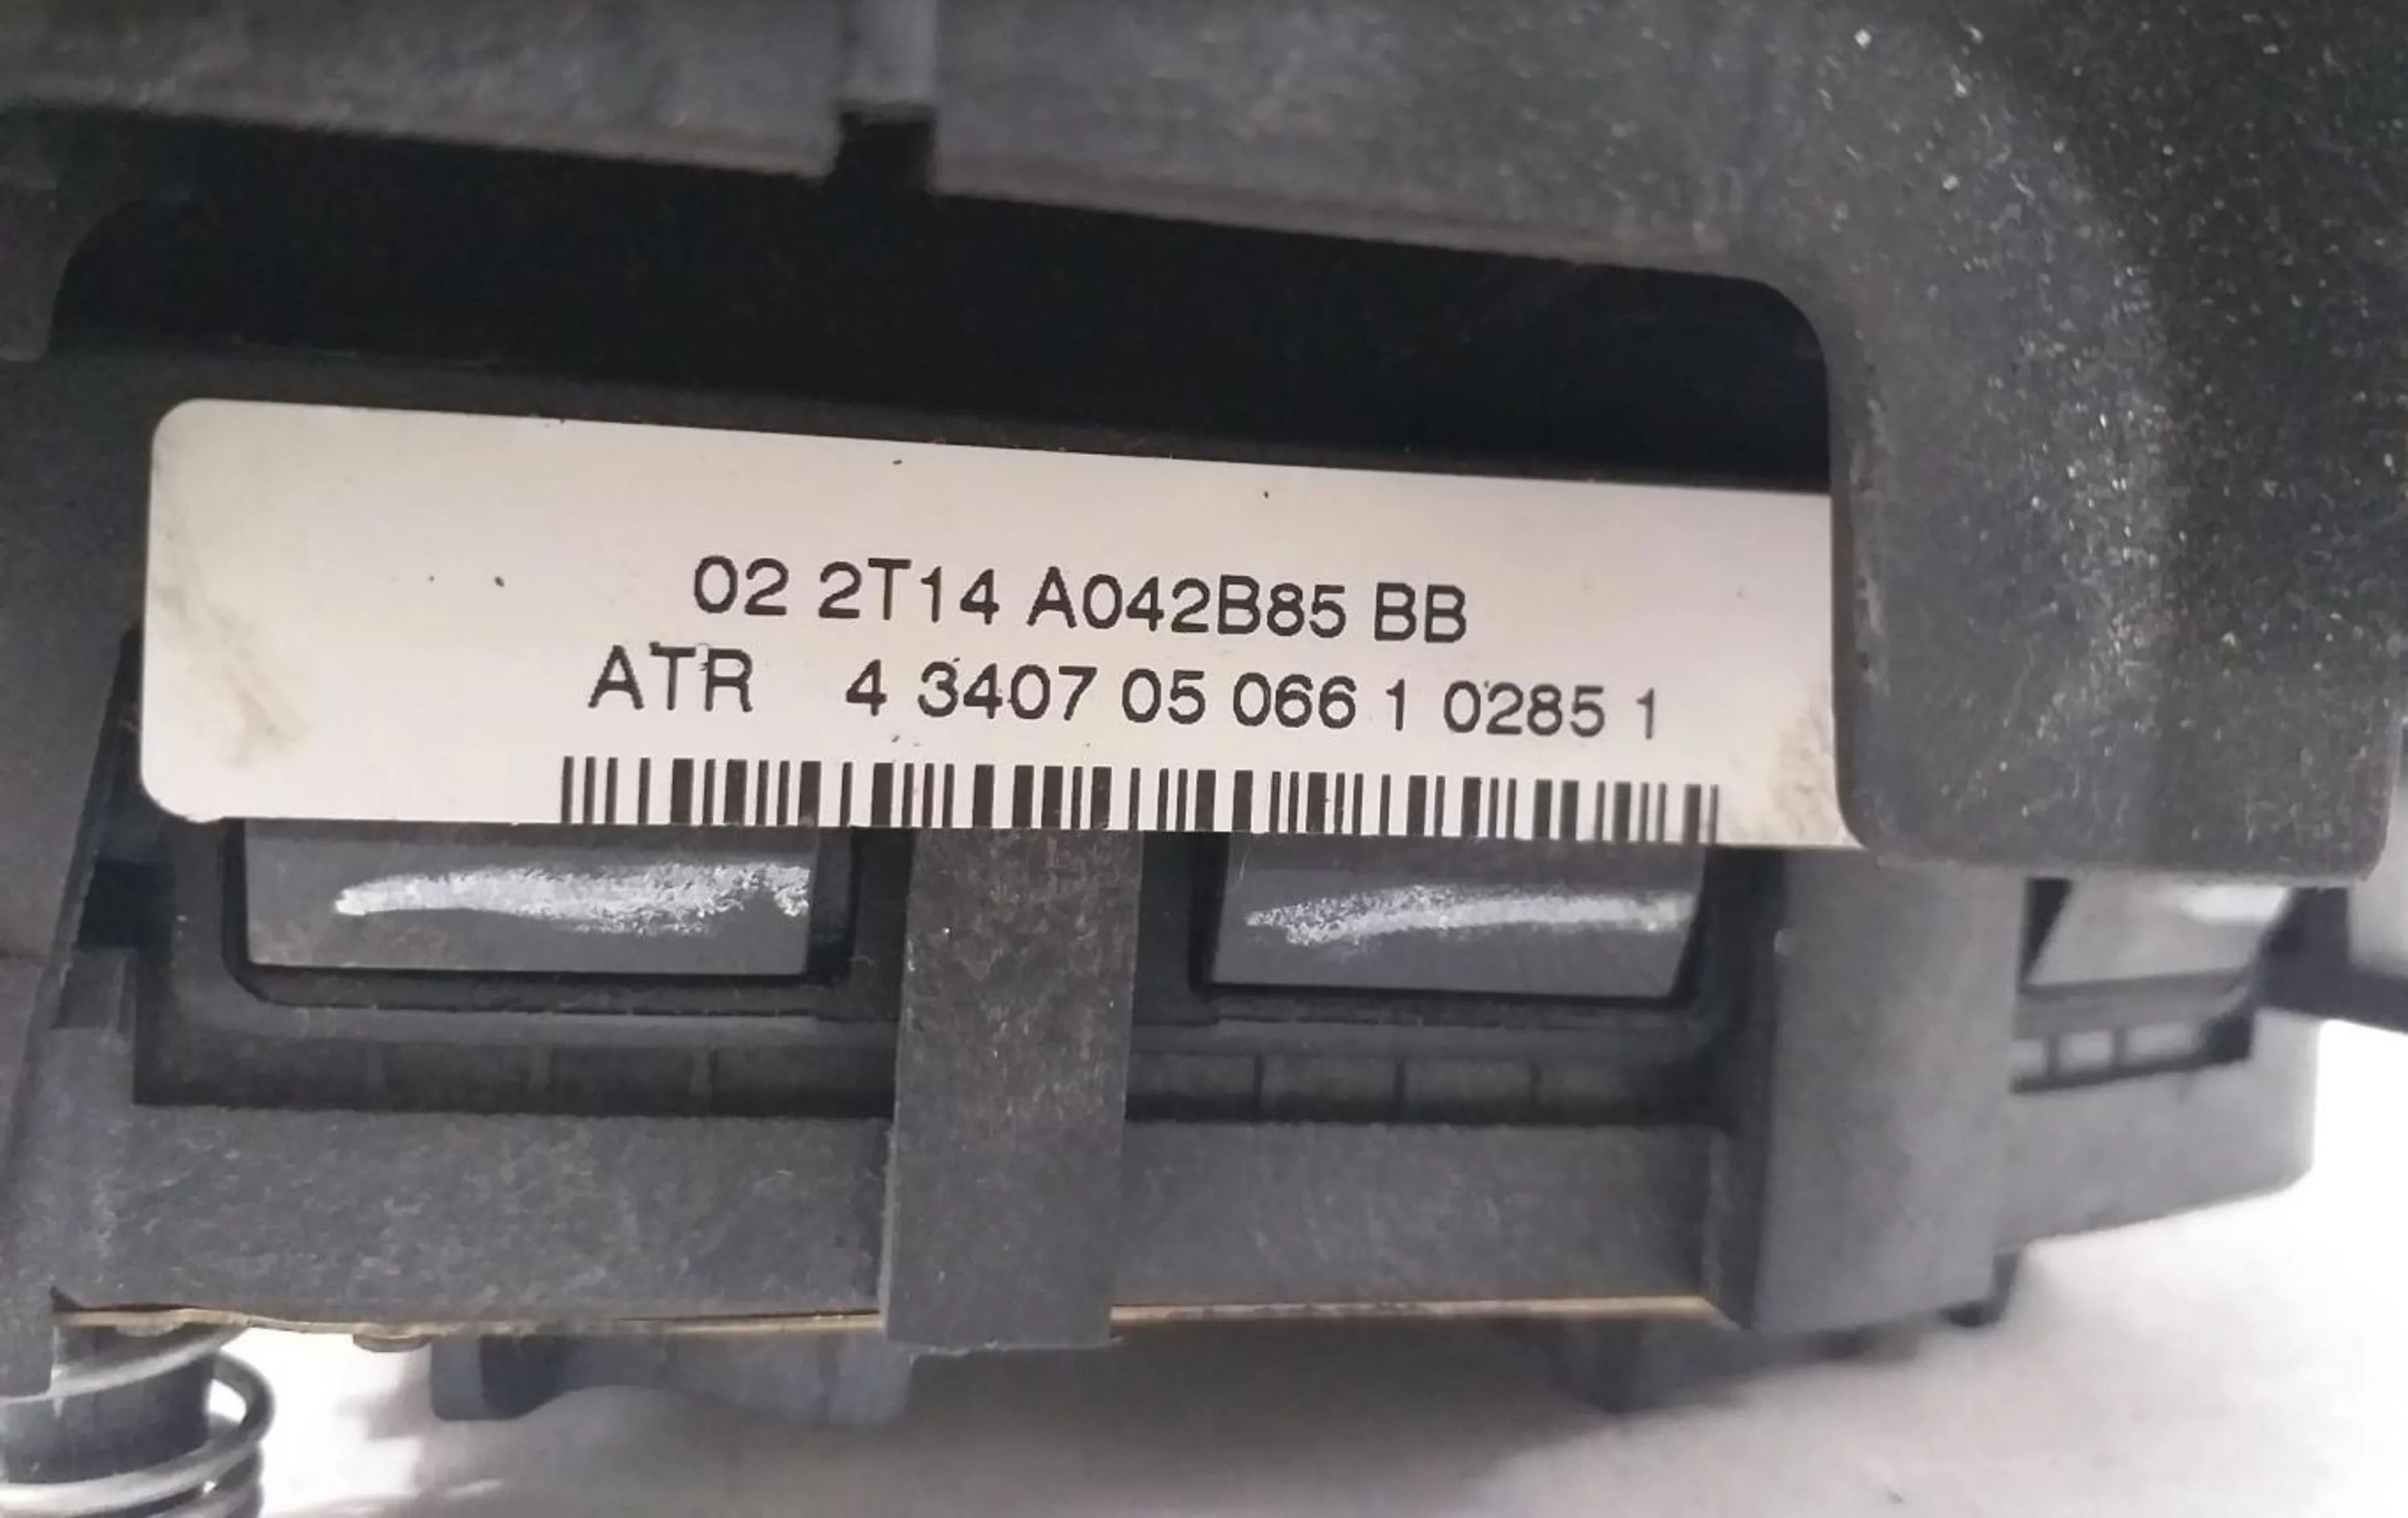 02 2T14 A042B85 BB
ATR 4 3407 05 066 1 0285 1